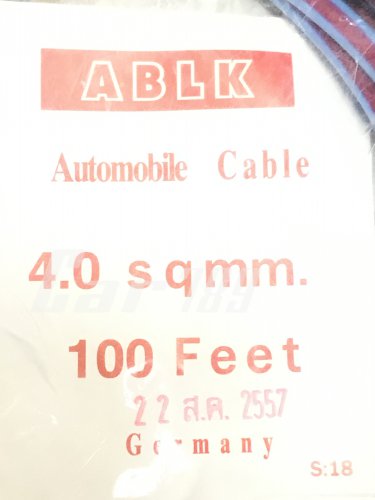 ABLK
Automobile Cable
4.0 sqmm.
100 Feet
22 ส.ค. 2557
Germany
S:18